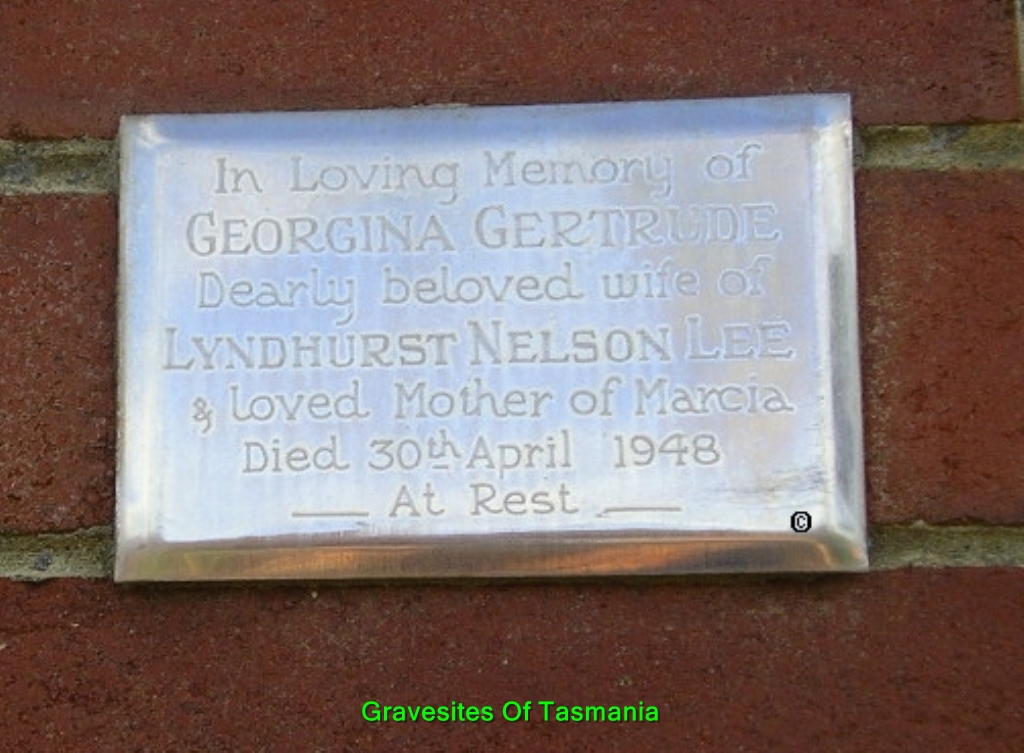 In Loving Memory of
GEORGINA GERTRUDE
Dearly beloved wife of
LYNDHURST NELSON LEE
& loved Mother of Marcia
Died 30th April 1948
At Rest
©
Gravesites Of Tasmania